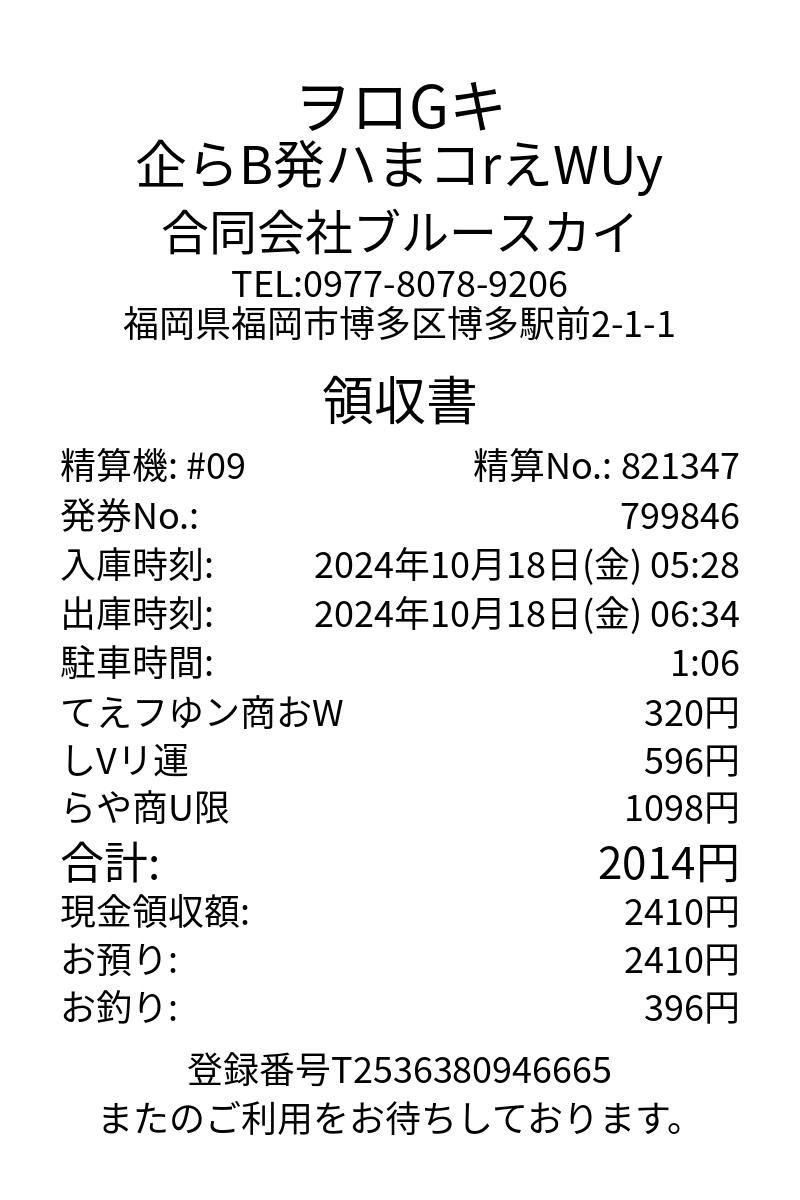 ヲロGキ
企らB発ハまコrえWUy
合同会社ブルースカイ
TEL:0977-8078-9206
福岡県福岡市博多区博多駅前2-1-1
領収書
精算機: #09 精算No.: 821347
発券No.: 799846
入庫時刻: 2024年10月18日(金) 05:28
出庫時刻: 2024年10月18日(金) 06:34
駐車時間: 1:06
てえフゆン商おW 320円
しVリ運 596円
らや商U限 1098円
合計: 2014円
現金領収額: 2410円
お預り: 2410円
お釣り: 396円
登録番号T2536380946665
またのご利用をお待ちしております。